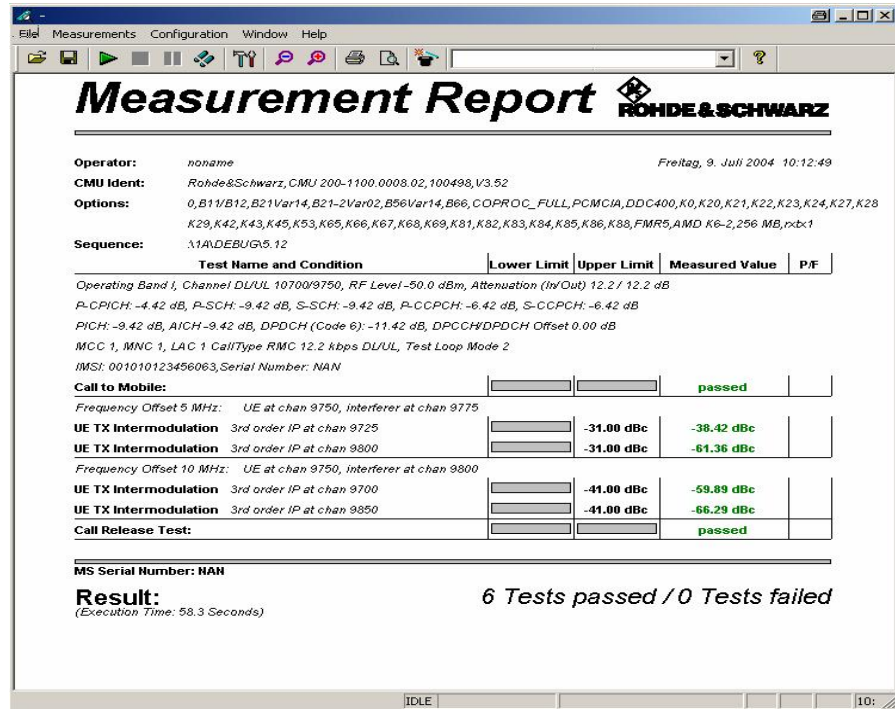 -
File Measurements Configuration Window Help
Measurement Report ROHDE&SCHWARZ
Operator: noname Freitag, 9. Juli 2004 10:12:49
CMU Ident: Rohde&Schwarz,CMU 200-1100.0008.02,100498,V3.52
Options: 0,B11/B12,B21Var14,B21-2Var02,B56Var14,B66,COPROC_FULL,PCMCIA,DDC400,K0,K20,K21,K22,K23,K24,K27,K28
K29,K42,K43,K45,K53,K65,K66,K67,K68,K69,K81,K82,K83,K84,K85,K86,K88,FMR5,AMD K6-2,256 MB,rxtx1
Sequence: .\1A\DEBUG\5.12
Test Name and Condition Lower Limit Upper Limit Measured Value P/F
Operating Band I, Channel DL/UL 10700/9750, RF Level -50.0 dBm, Attenuation (In/Out) 12.2 / 12.2 dB
P-CPICH: -4.42 dB, P-SCH: -9.42 dB, S-SCH: -9.42 dB, P-CCPCH: -6.42 dB, S-CCPCH: -6.42 dB
PICH: -9.42 dB, AICH -9.42 dB, DPDCH (Code 6): -11.42 dB, DPCCH/DPDCH Offset 0.00 dB
MCC 1, MNC 1, LAC 1 CallType RMC 12.2 kbps DL/UL, Test Loop Mode 2
IMSI: 001010123456063,Serial Number: NAN
Call to Mobile: passed
Frequency Offset 5 MHz: UE at chan 9750, interferer at chan 9775
UE TX Intermodulation 3rd order IP at chan 9725 -31.00 dBc -38.42 dBc
UE TX Intermodulation 3rd order IP at chan 9800 -31.00 dBc -61.36 dBc
Frequency Offset 10 MHz: UE at chan 9750, interferer at chan 9800
UE TX Intermodulation 3rd order IP at chan 9700 -41.00 dBc -59.89 dBc
UE TX Intermodulation 3rd order IP at chan 9850 -41.00 dBc -66.29 dBc
Call Release Test: passed
MS Serial Number: NAN
Result: 6 Tests passed / 0 Tests failed
(Execution Time: 58.3 Seconds)
IDLE 10: